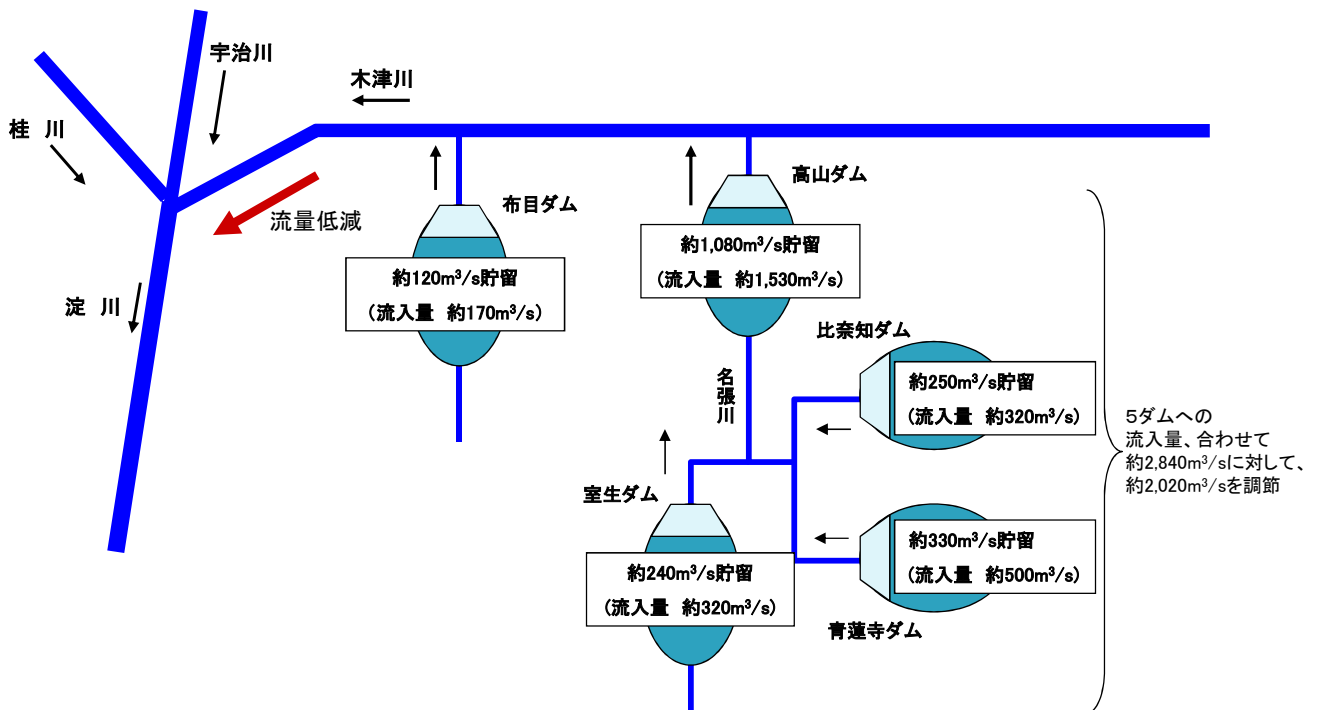 宇治川
木津川
桂　川
流量低減
淀　川
布目ダム
約120m³/s貯留
（流入量　約170m³/s）
高山ダム
約1,080m³/s貯留
（流入量　約1,530m³/s）
名張川
比奈知ダム
約250m³/s貯留
（流入量　約320m³/s）
室生ダム
約240m³/s貯留
（流入量　約320m³/s）
約330m³/s貯留
（流入量　約500m³/s）
青蓮寺ダム
５ダムへの
流入量、合わせて
約2,840m³/sに対して、
約2,020m³/sを調節